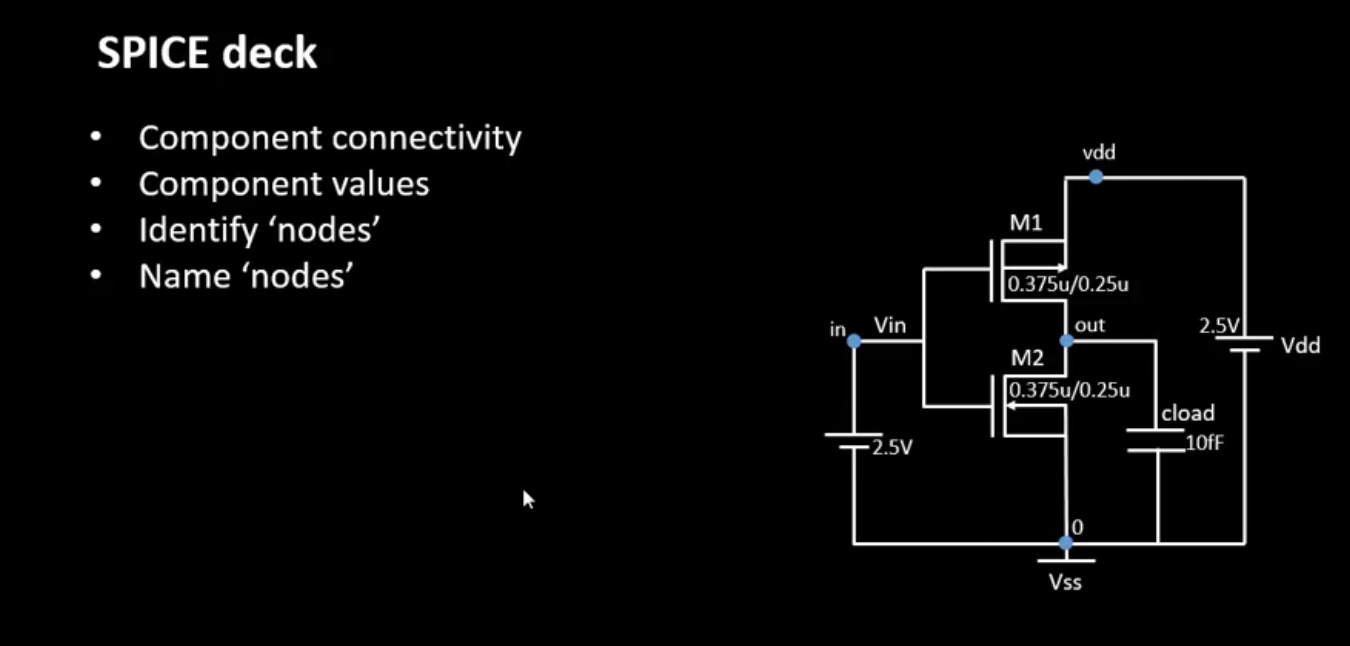 SPICE deck
• Component connectivity
• Component values
• Identify ‘nodes’
• Name ‘nodes’
vdd
M1
0.375u/0.25u
in
Vin
out
2.5V
Vdd
M2
0.375u/0.25u
cload
10fF
2.5V
0
Vss